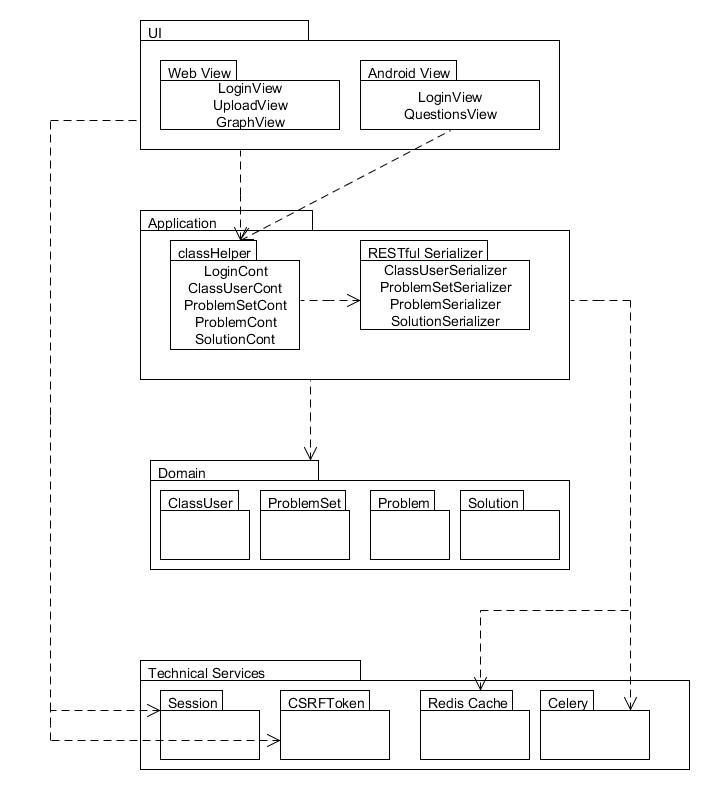 UI
Web View
LoginView
UploadView
GraphView
Android View
LoginView
QuestionsView
Application
classHelper
LoginCont
ClassUserCont
ProblemSetCont
ProblemCont
SolutionCont
RESTful Serializer
ClassUserSerializer
ProblemSetSerializer
ProblemSerializer
SolutionSerializer
Domain
ClassUser
ProblemSet
Problem
Solution
Technical Services
Session
CSRFToken
Redis Cache
Celery